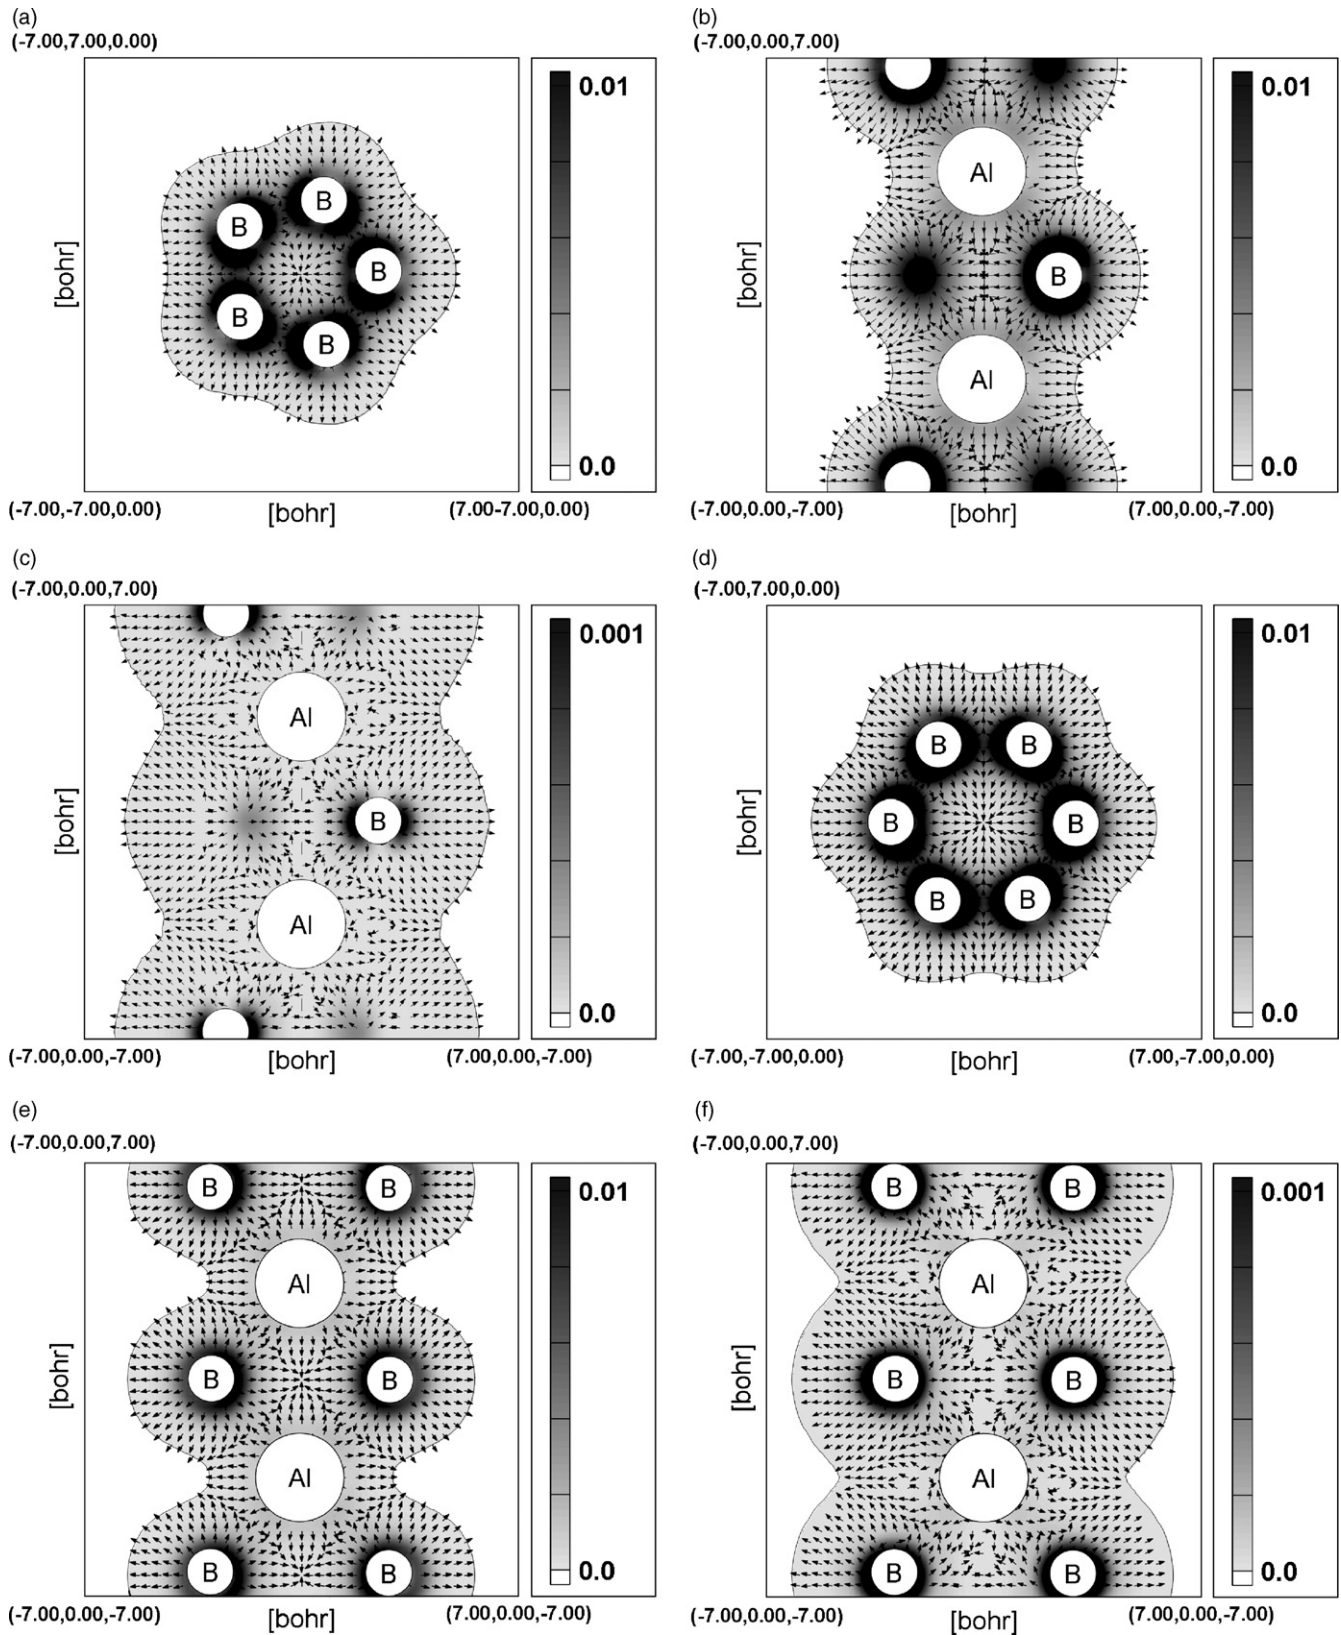 (a)
(-7.00,7.00,0.00)
0.01
B
B
B
B
B
[bohr]
0.0
(-7.00,-7.00,0.00)
[bohr]
(7.00-7.00,0.00)
(b)
(-7.00,0.00,7.00)
0.01
Al
B
Al
[bohr]
0.0
(-7.00,0.00,-7.00)
[bohr]
(7.00,0.00,-7.00)
(c)
(-7.00,0.00,7.00)
0.001
Al
B
Al
[bohr]
0.0
(-7.00,0.00,-7.00)
[bohr]
(7.00,0.00,-7.00)
(d)
(-7.00,7.00,0.00)
0.01
B
B
B
B
B
B
[bohr]
0.0
(-7.00,-7.00,0.00)
[bohr]
(7.00,-7.00,0.00)
(e)
(-7.00,0.00,7.00)
0.01
B
B
Al
B
B
Al
B
B
[bohr]
0.0
(-7.00,0.00,-7.00)
[bohr]
(7.00,0.00,-7.00)
(f)
(-7.00,0.00,7.00)
0.001
B
B
Al
B
B
Al
B
B
[bohr]
0.0
(-7.00,0.00,-7.00)
[bohr]
(7.00,0.00,-7.00)